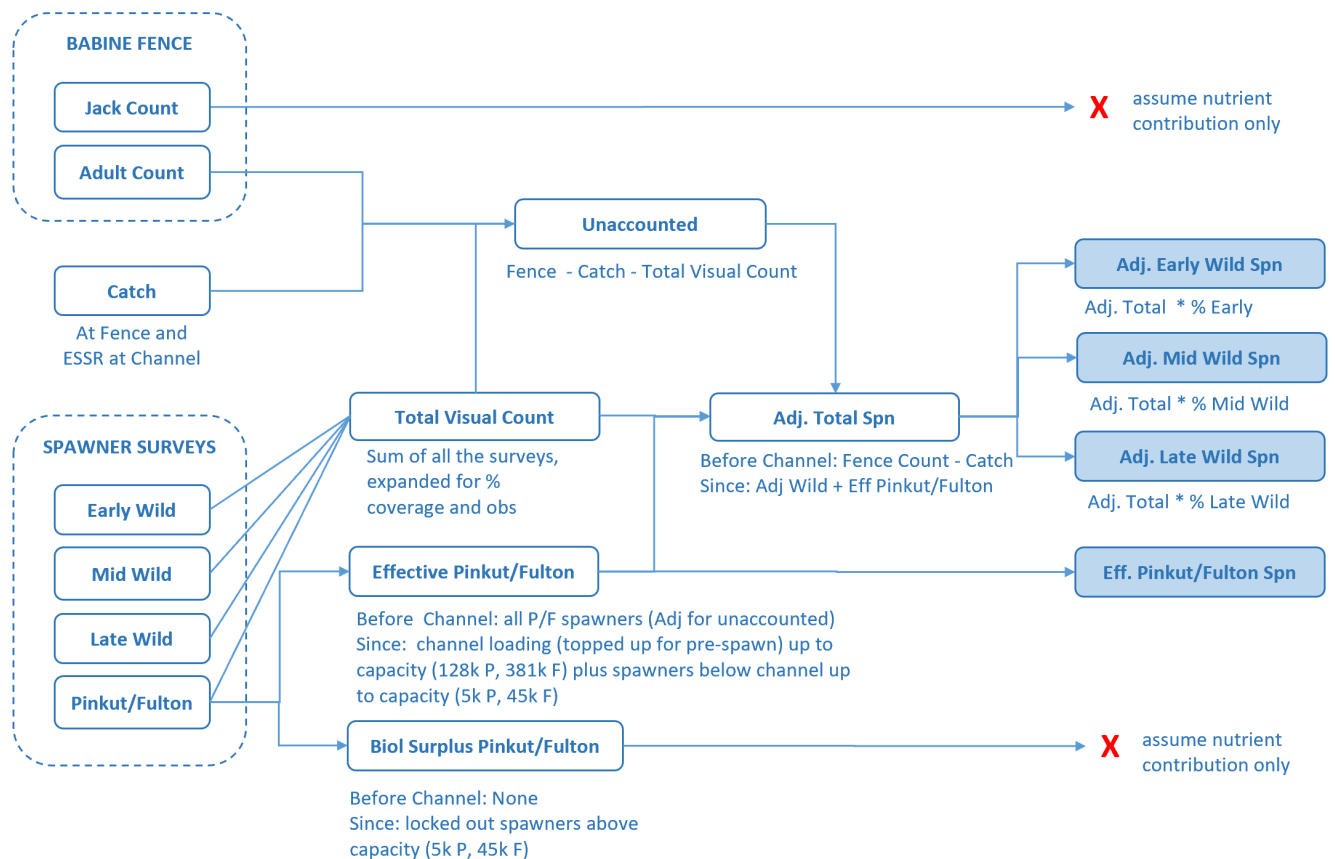 BABINE FENCE
Jack Count
X
assume nutrient
contribution only
Adult Count
Unaccounted
Fence - Catch - Total Visual Count
Catch
At Fence and
ESSR at Channel
Adj. Early Wild Spn
Adj. Total * % Early
Adj. Mid Wild Spn
Adj. Total * % Mid Wild
Adj. Late Wild Spn
Adj. Total * % Late Wild
Total Visual Count
Sum of all the surveys,
expanded for %
coverage and obs
Adj. Total Spn
Before Channel: Fence Count - Catch
Since: Adj Wild + Eff Pinkut/Fulton
SPAWNER SURVEYS
Early Wild
Mid Wild
Late Wild
Pinkut/Fulton
Effective Pinkut/Fulton
Before Channel: all P/F spawners (Adj for unaccounted)
Since: channel loading (topped up for pre-spawn) up to
capacity (128k P, 381k F) plus spawners below channel up
to capacity (5k P, 45k F)
Eff. Pinkut/Fulton Spn
Biol Surplus Pinkut/Fulton
Before Channel: None
Since: locked out spawners above
capacity (5k P, 45k F)
X
assume nutrient
contribution only